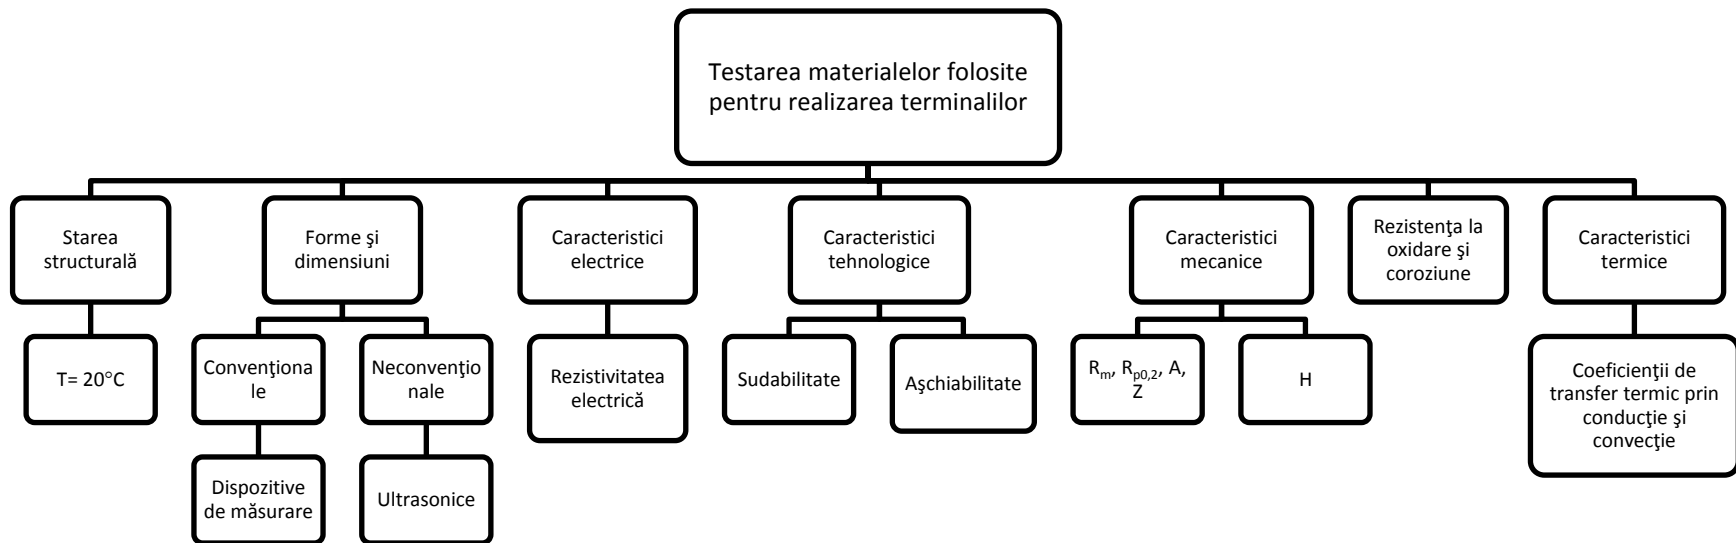 Testarea materialelor folosite
pentru realizarea terminalilor
Starea
structurală
Forme şi
dimensiuni
Caracteristici
electrice
Caracteristici
tehnologice
Caracteristici
mecanice
Rezistenţa la
oxidare şi
coroziune
Caracteristici
termice
T= 20°C
Convenţiona
le
Neconvenţio
nale
Rezistivitatea
electrică
Sudabilitate
Aşchiabilitate
Rm, Rp0,2, A,
Z
H
Coeficienţii de
transfer termic prin
conducţie şi
convecţie
Dispozitive
de măsurare
Ultrasonice